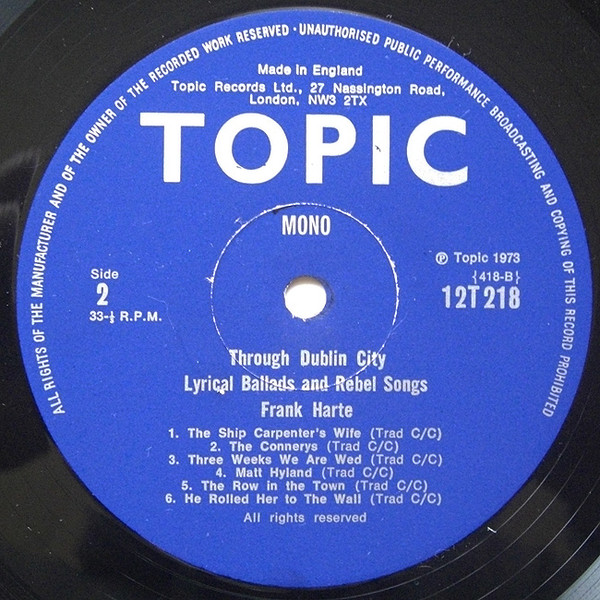 ALL RIGHTS OF THE MANUFACTURER AND OF THE OWNER OF THE RECORDED WORK RESERVED · UNAUTHORISED PUBLIC PERFORMANCE BROADCASTING AND COPYING OF THIS RECORD PROHIBITED
Made in England
Topic Records Ltd., 27 Nassington Road,
London, NW3 2TX
TOPIC
MONO
Side
2
33-⅓ R.P.M.
℗ Topic 1973
{418-B}
12T218
Through Dublin City
Lyrical Ballads and Rebel Songs
Frank Harte
1. The Ship Carpenter's Wife (Trad C/C)
2. The Connerys (Trad C/C)
3. Three Weeks We Are Wed (Trad C/C)
4. Matt Hyland (Trad C/C)
5. The Row in the Town (Trad C/C)
6. He Rolled Her to The Wall (Trad C/C)
All rights reserved